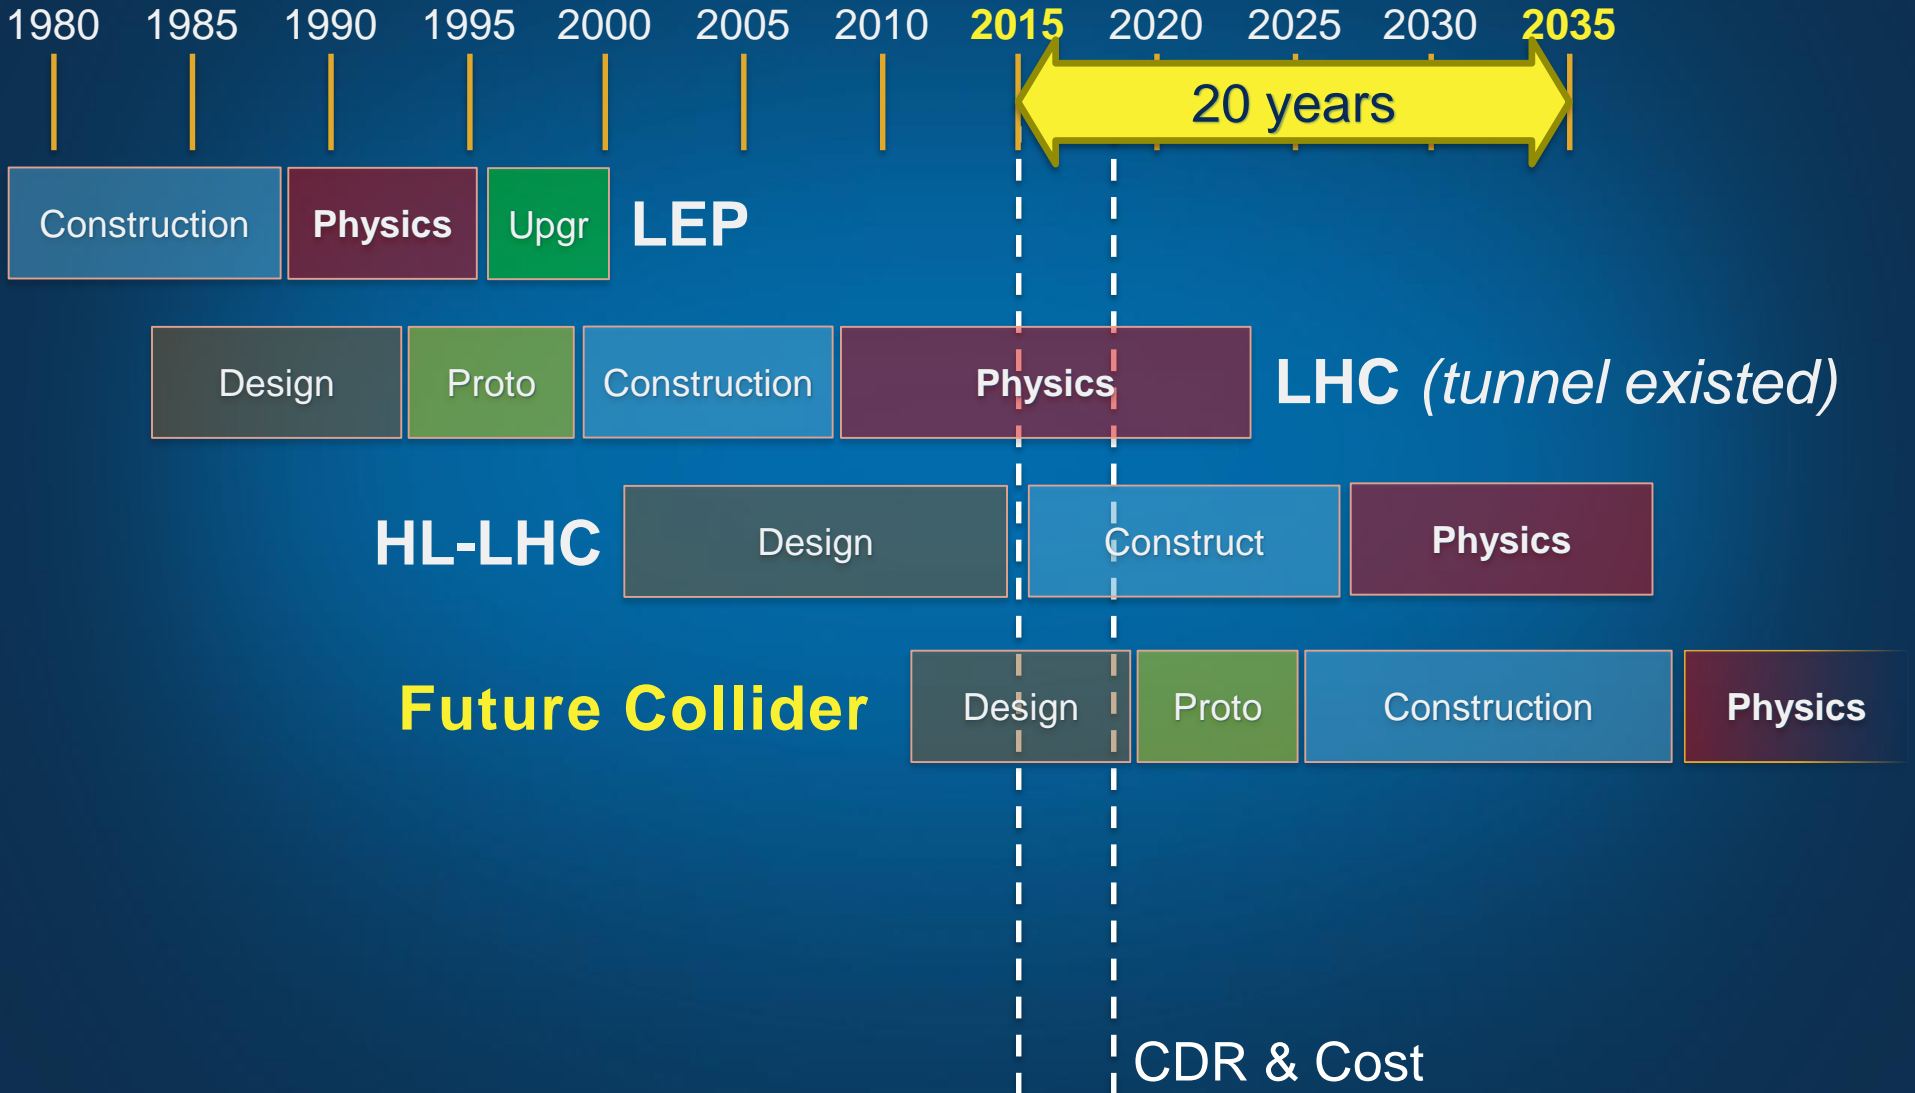 1980 1985 1990 1995 2000 2005 2010 2015 2020 2025 2030 2035
20 years
Construction Physics Upgr LEP
Design Proto Construction Physics LHC (tunnel existed)
HL-LHC Design Construct Physics
Future Collider Design Proto Construction Physics
CDR & Cost